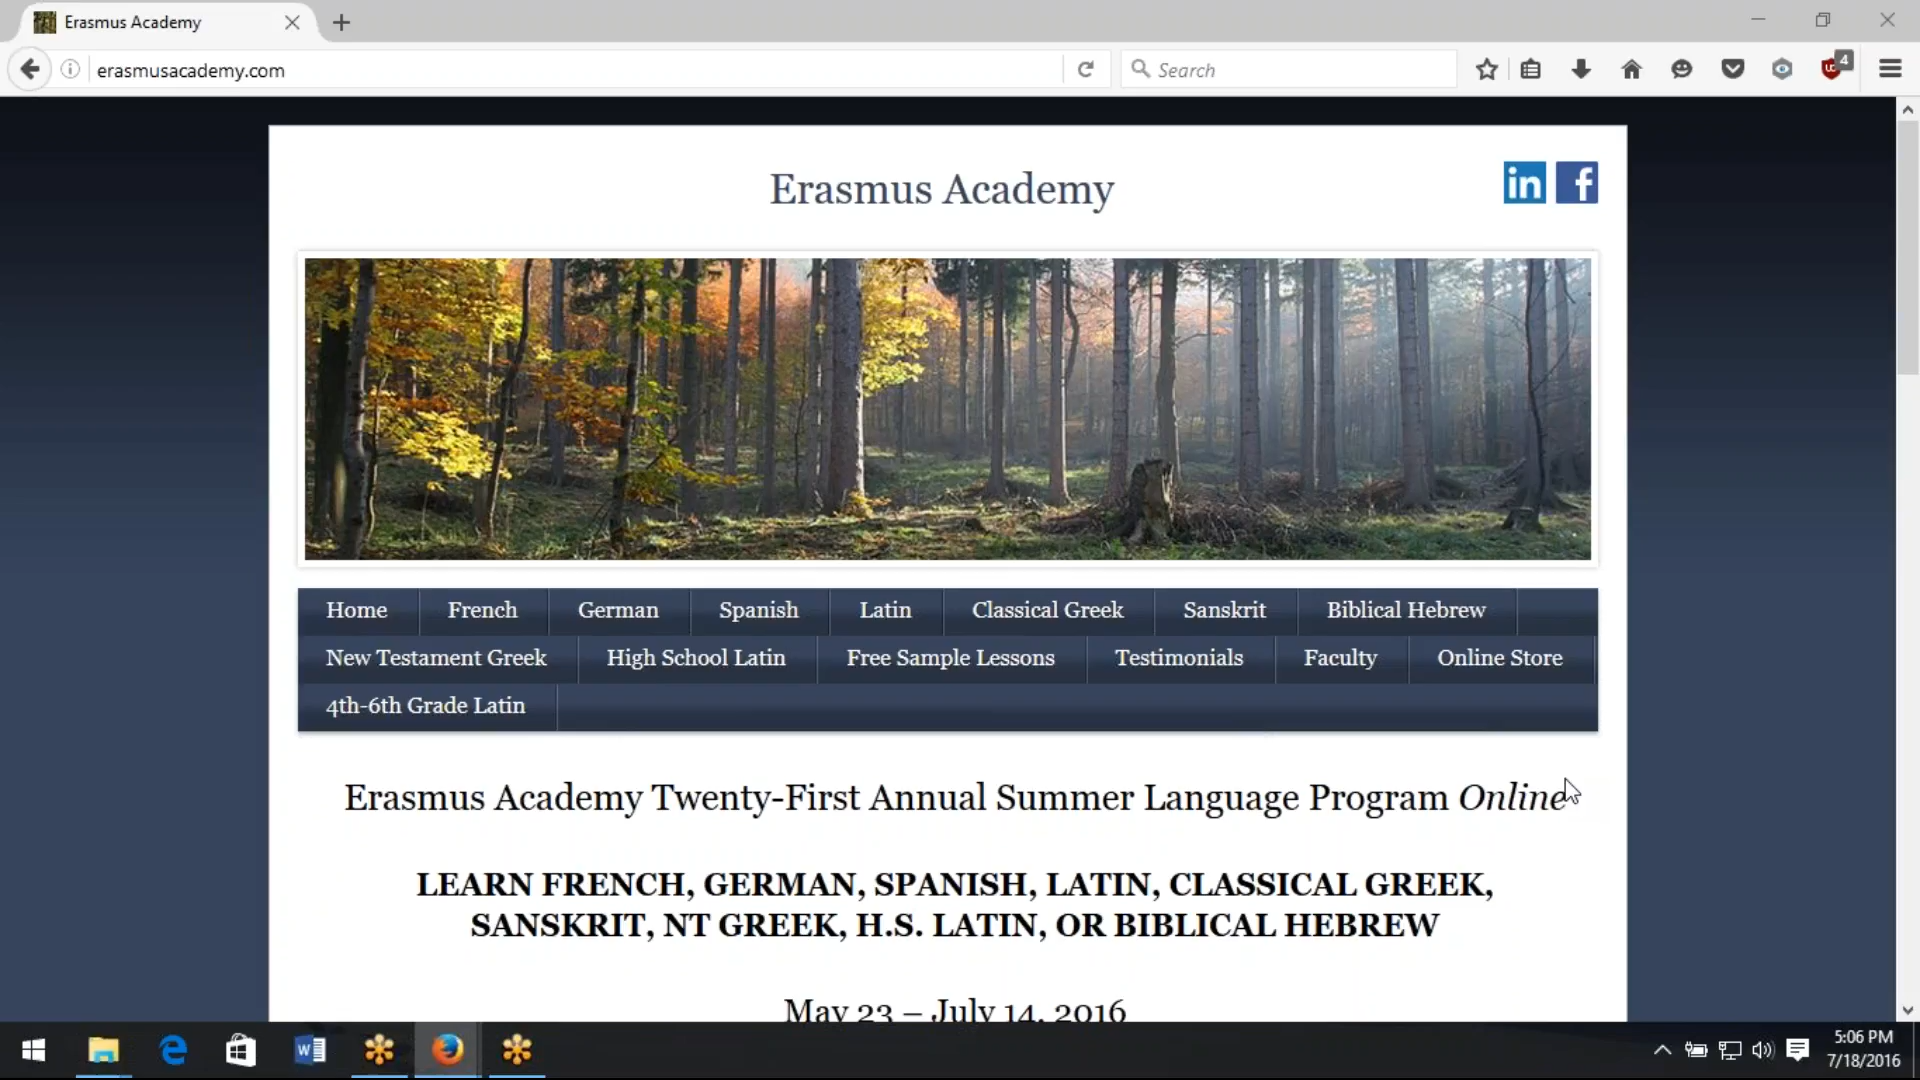 Erasmus Academy
erasmusacademy.com
Search
4
Erasmus Academy
in f
Home French German Spanish Latin Classical Greek Sanskrit Biblical Hebrew
New Testament Greek High School Latin Free Sample Lessons Testimonials Faculty Online Store
4th-6th Grade Latin
Erasmus Academy Twenty-First Annual Summer Language Program Online
LEARN FRENCH, GERMAN, SPANISH, LATIN, CLASSICAL GREEK,
SANSKRIT, NT GREEK, H.S. LATIN, OR BIBLICAL HEBREW
May 23 – July 14, 2016
5:06 PM
7/18/2016